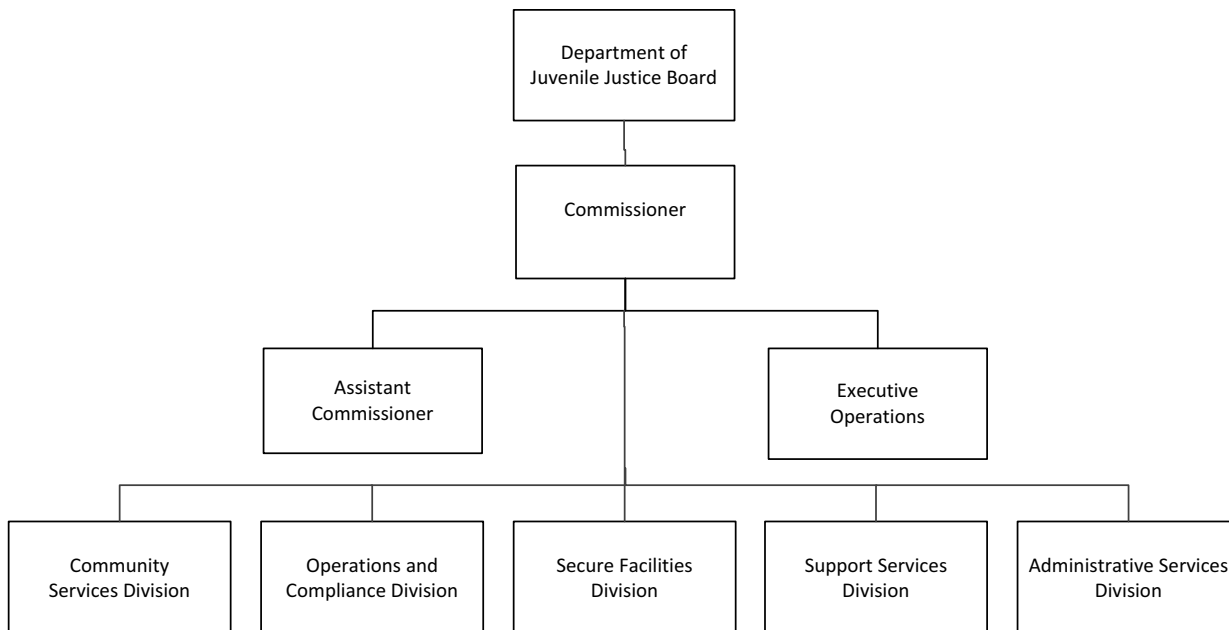 Department of
Juvenile Justice Board
Commissioner
Assistant
Commissioner
Executive
Operations
Community
Services Division
Operations and
Compliance Division
Secure Facilities
Division
Support Services
Division
Administrative Services
Division